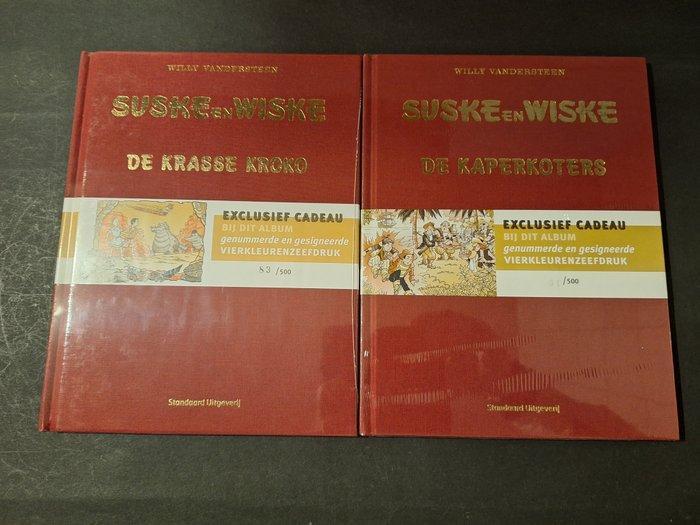 WILLY VANDERSTEEN
SUSKE EN WISKE
DE KRASSE KROKO
EXCLUSIEF CADEAU
BIJ DIT ALBUM
genummerde en gesigneerde
VIERKLEURENZEEFDRUK
83 /500
Standaard Uitgeverij
WILLY VANDERSTEEN
SUSKE EN WISKE
DE KAPERKOTERS
EXCLUSIEF CADEAU
BIJ DIT ALBUM
genummerde en gesigneerde
VIERKLEURENZEEFDRUK
/500
Standaard Uitgeverij